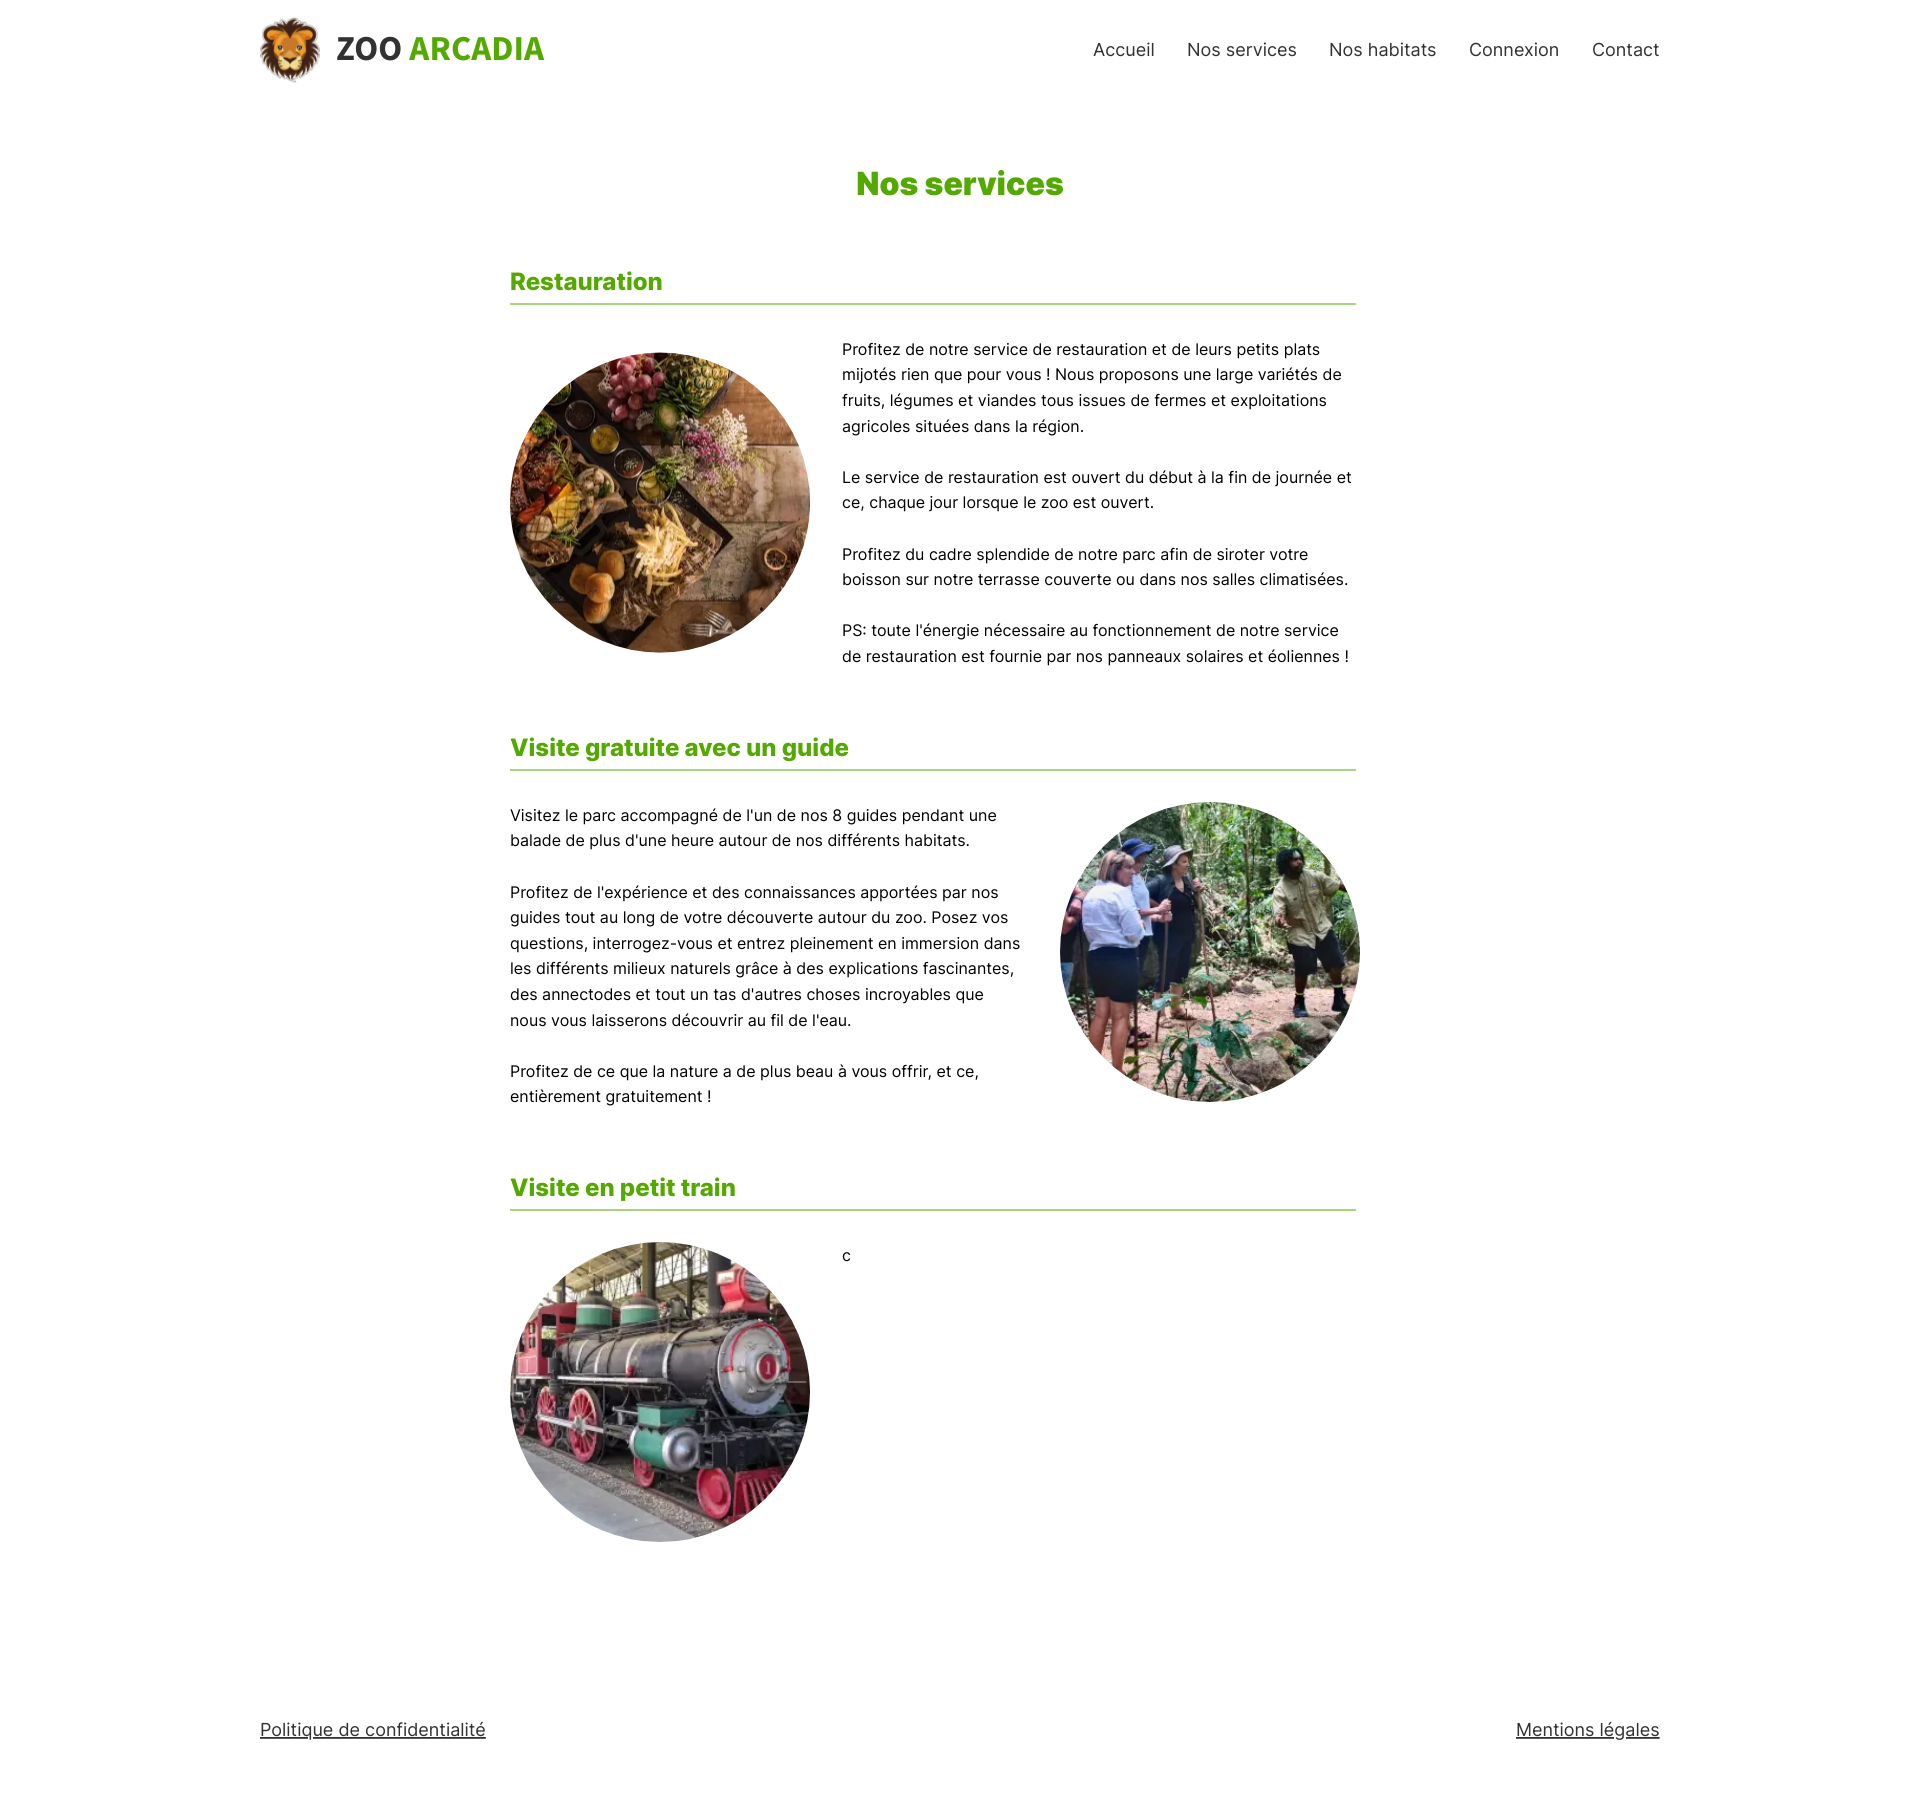 ZOO ARCADIA
Accueil
Nos services
Nos habitats
Connexion
Contact
Nos services
Restauration
Profitez de notre service de restauration et de leurs petits plats
mijotés rien que pour vous ! Nous proposons une large variétés de
fruits, légumes et viandes tous issues de fermes et exploitations
agricoles situées dans la région.
Le service de restauration est ouvert du début à la fin de journée et
ce, chaque jour lorsque le zoo est ouvert.
Profitez du cadre splendide de notre parc afin de siroter votre
boisson sur notre terrasse couverte ou dans nos salles climatisées.
PS: toute l'énergie nécessaire au fonctionnement de notre service
de restauration est fournie par nos panneaux solaires et éoliennes !
Visite gratuite avec un guide
Visitez le parc accompagné de l'un de nos 8 guides pendant une
balade de plus d'une heure autour de nos différents habitats.
Profitez de l'expérience et des connaissances apportées par nos
guides tout au long de votre découverte autour du zoo. Posez vos
questions, interrogez-vous et entrez pleinement en immersion dans
les différents milieux naturels grâce à des explications fascinantes,
des annectodes et tout un tas d'autres choses incroyables que
nous vous laisserons découvrir au fil de l'eau.
Profitez de ce que la nature a de plus beau à vous offrir, et ce,
entièrement gratuitement !
Visite en petit train
c
1
Politique de confidentialité
Mentions légales